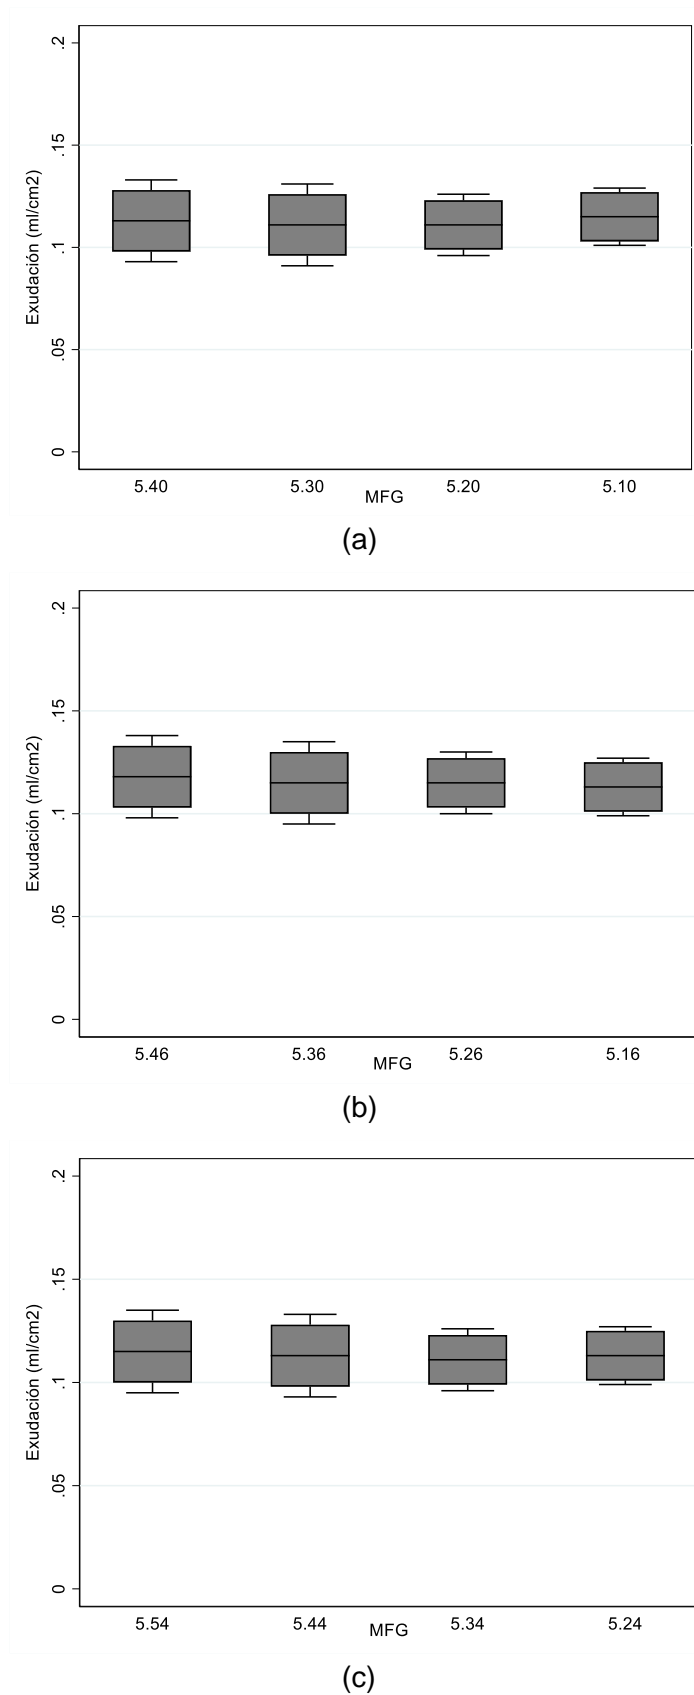 .2
.15
.1
.05
0
Exudación (ml/cm2)
5.40 5.30 5.20 5.10
MFG
(a)
.2
.15
.1
.05
0
Exudación (ml/cm2)
5.46 5.36 5.26 5.16
MFG
(b)
.2
.15
.1
.05
0
Exudación (ml/cm2)
5.54 5.44 5.34 5.24
MFG
(c)